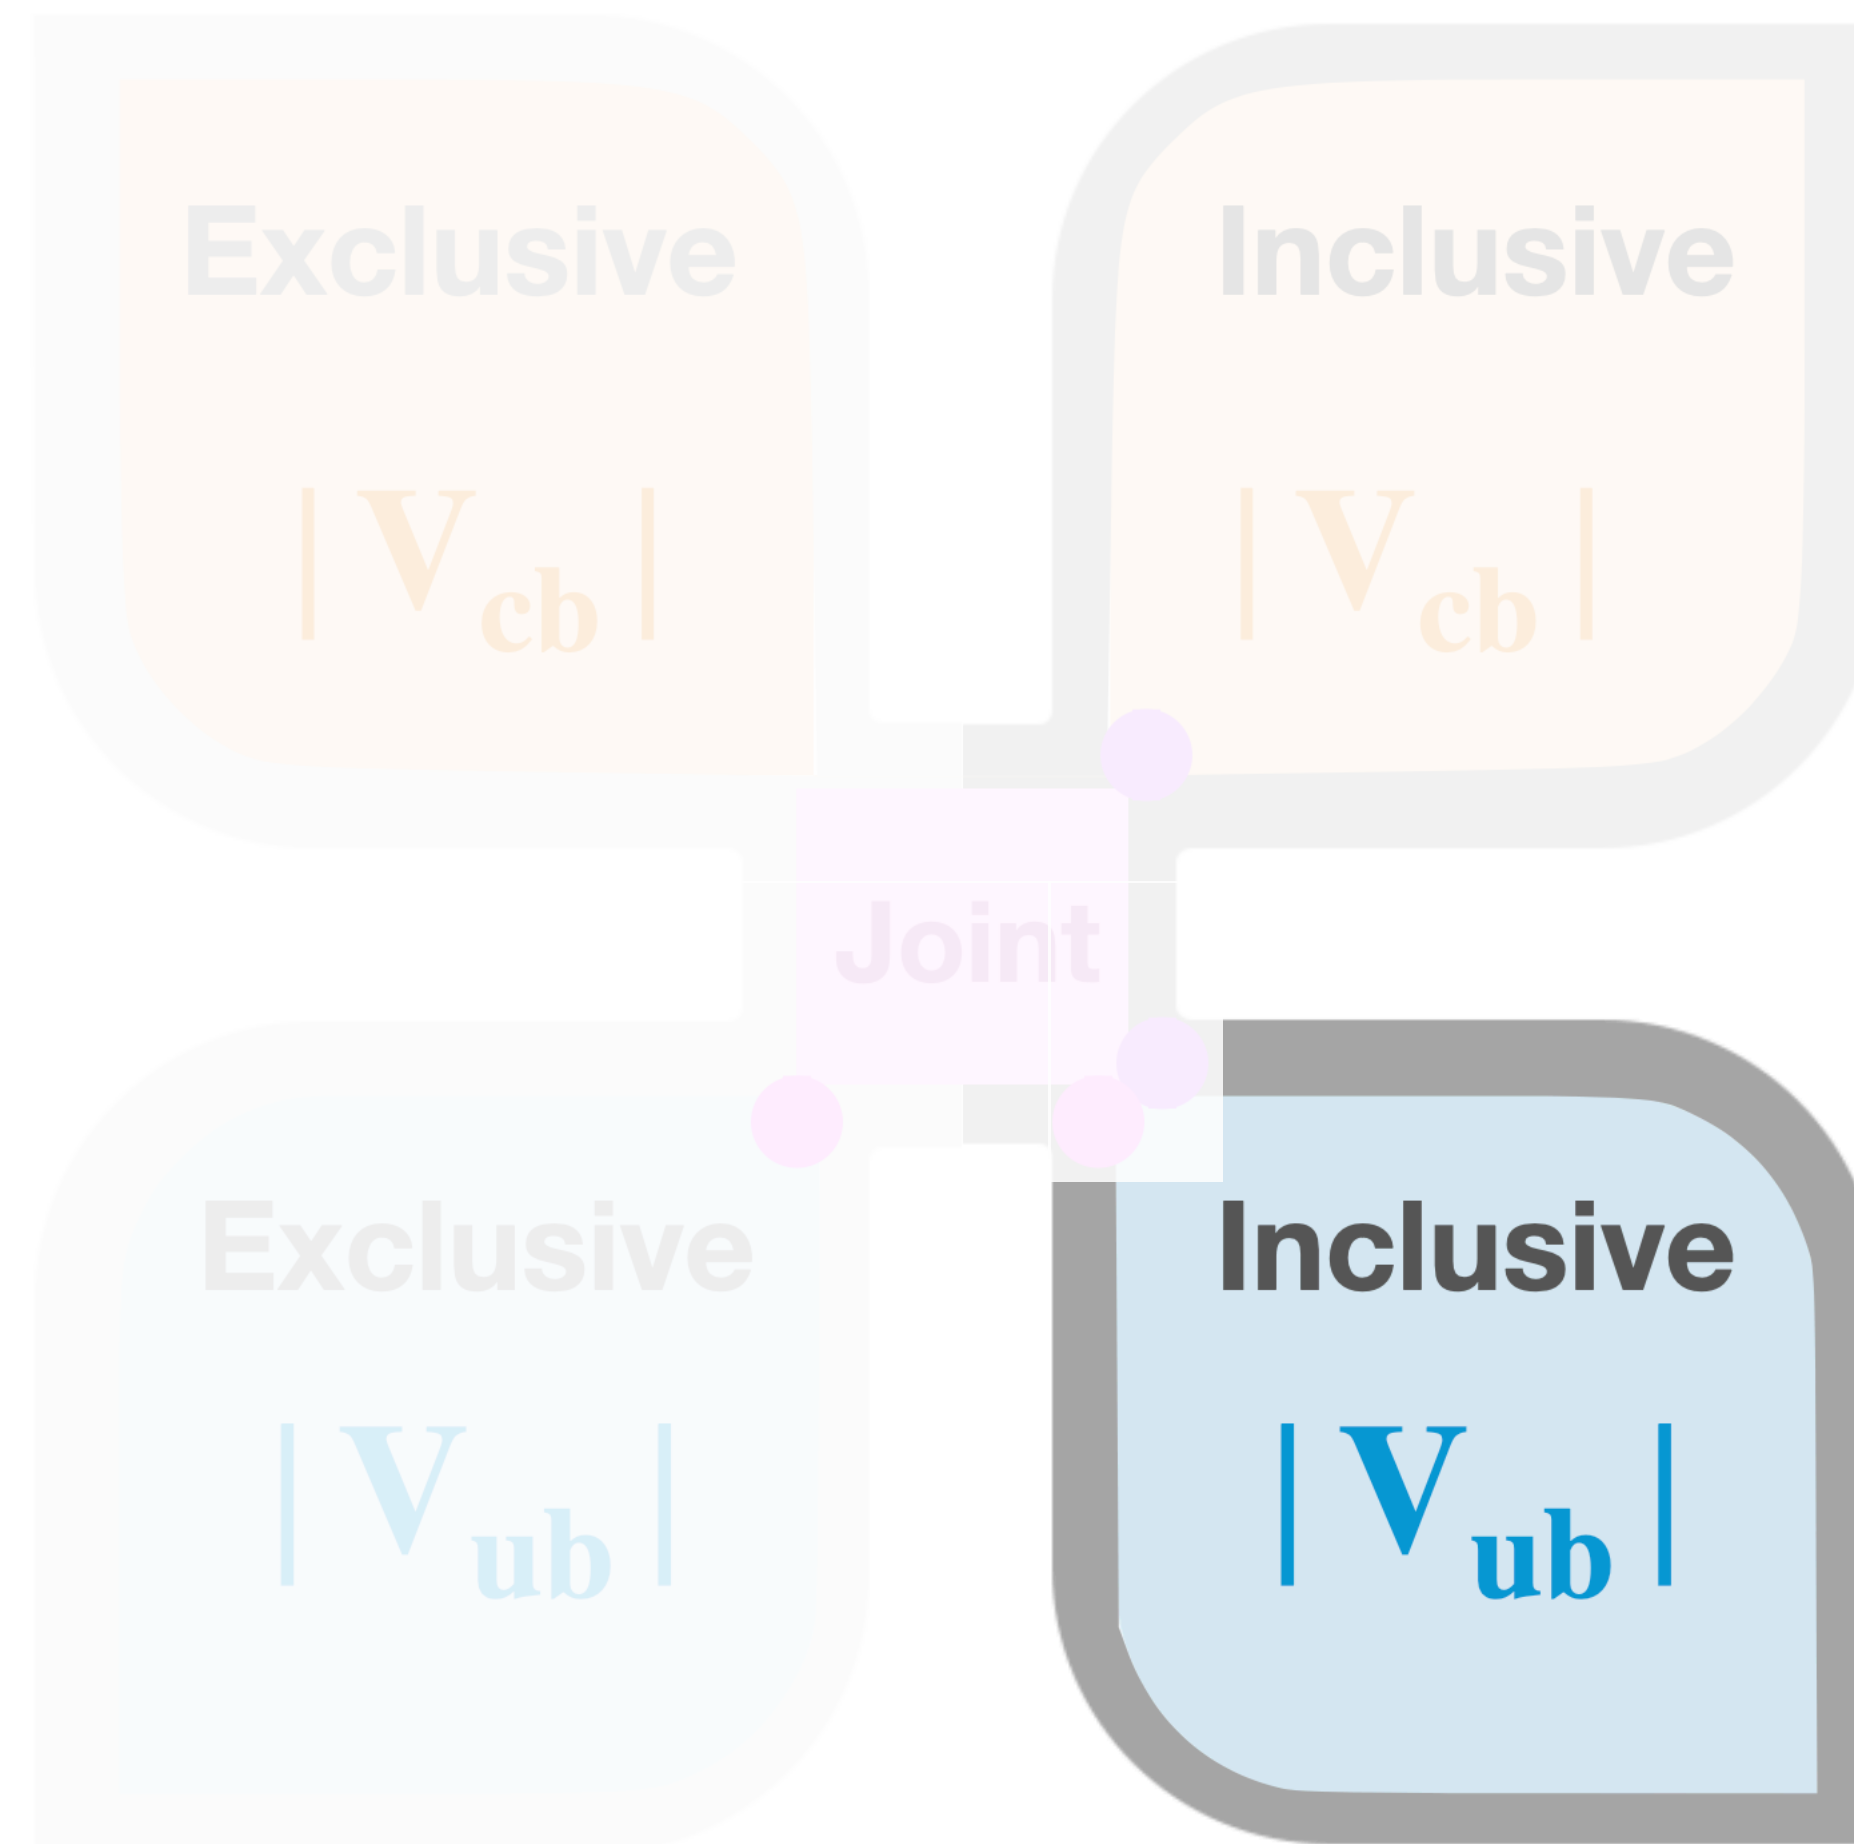 Exclusive
Inclusive
| Vcb |
| Vcb |
Joint
Exclusive
Inclusive
| Vub |
| Vub |